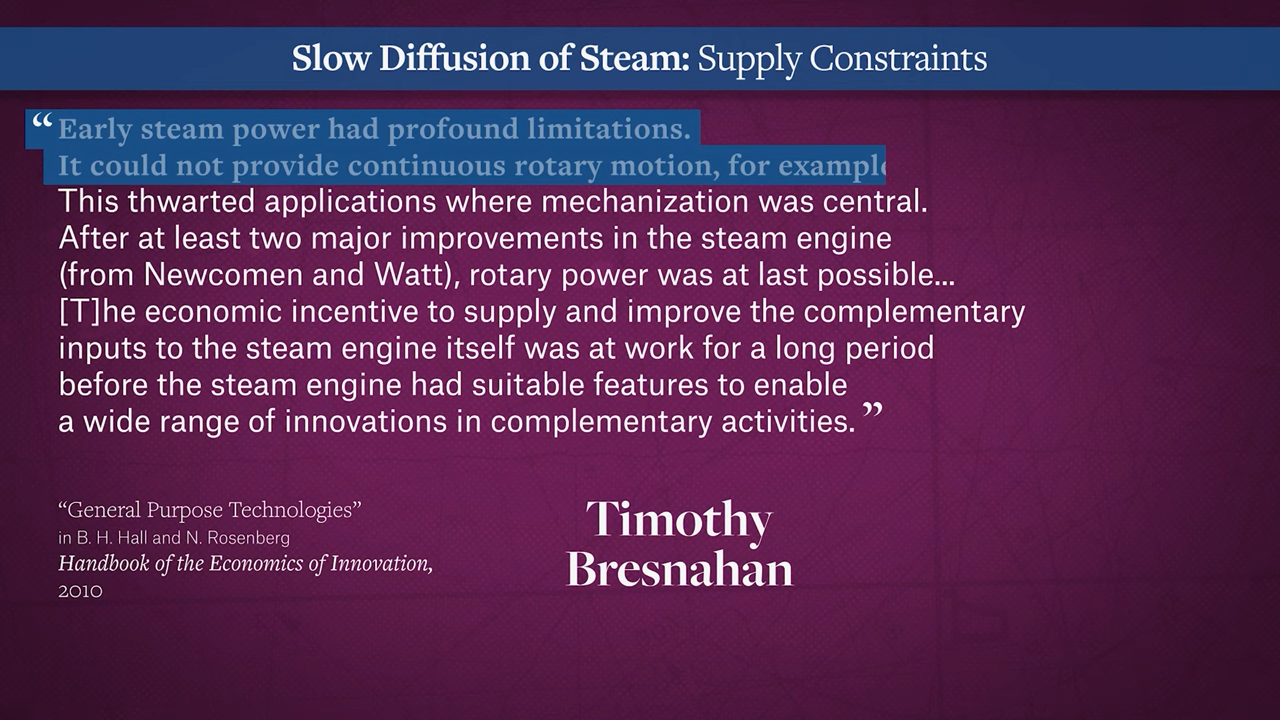 Slow Diffusion of Steam: Supply Constraints
“Early steam power had profound limitations.
It could not provide continuous rotary motion, for example
This thwarted applications where mechanization was central.
After at least two major improvements in the steam engine
(from Newcomen and Watt), rotary power was at last possible...
[T]he economic incentive to supply and improve the complementary
inputs to the steam engine itself was at work for a long period
before the steam engine had suitable features to enable
a wide range of innovations in complementary activities.”
“General Purpose Technologies”
in B. H. Hall and N. Rosenberg
Handbook of the Economics of Innovation,
2010
Timothy
Bresnahan